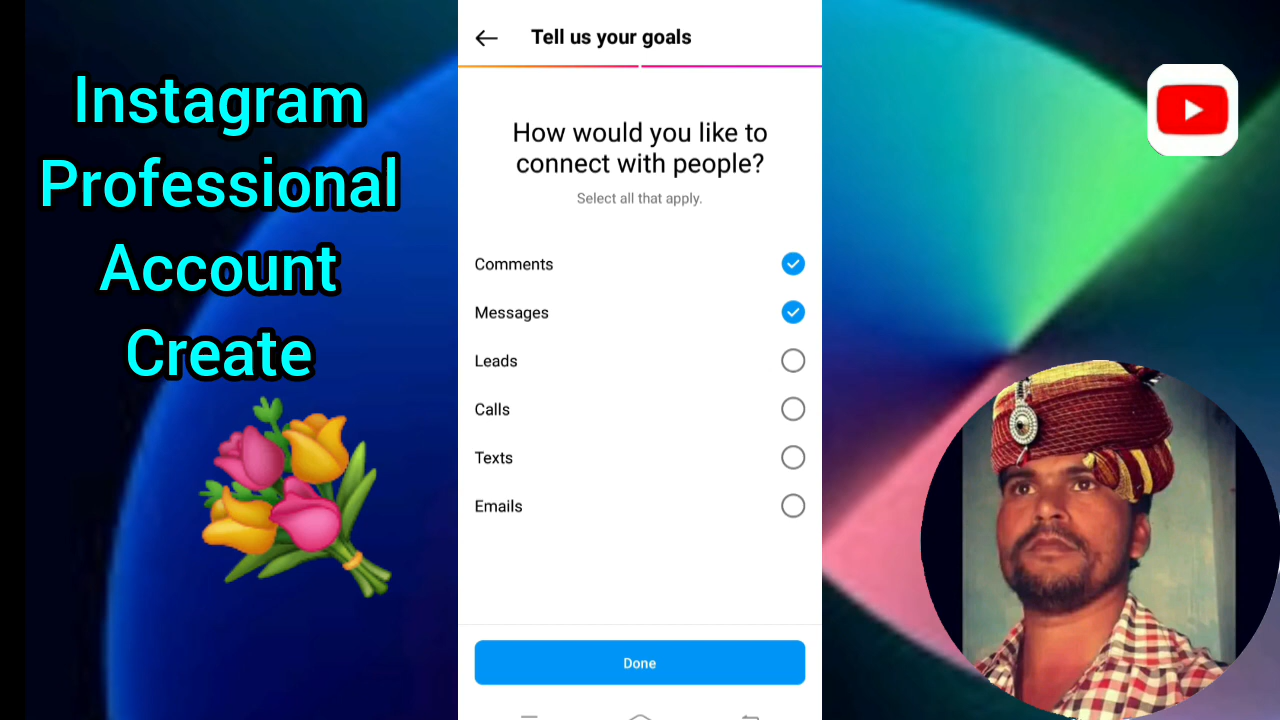 Instagram
Professional
Account
Create
Tell us your goals
How would you like to
connect with people?
Select all that apply.
Comments
Messages
Leads
Calls
Texts
Emails
Done